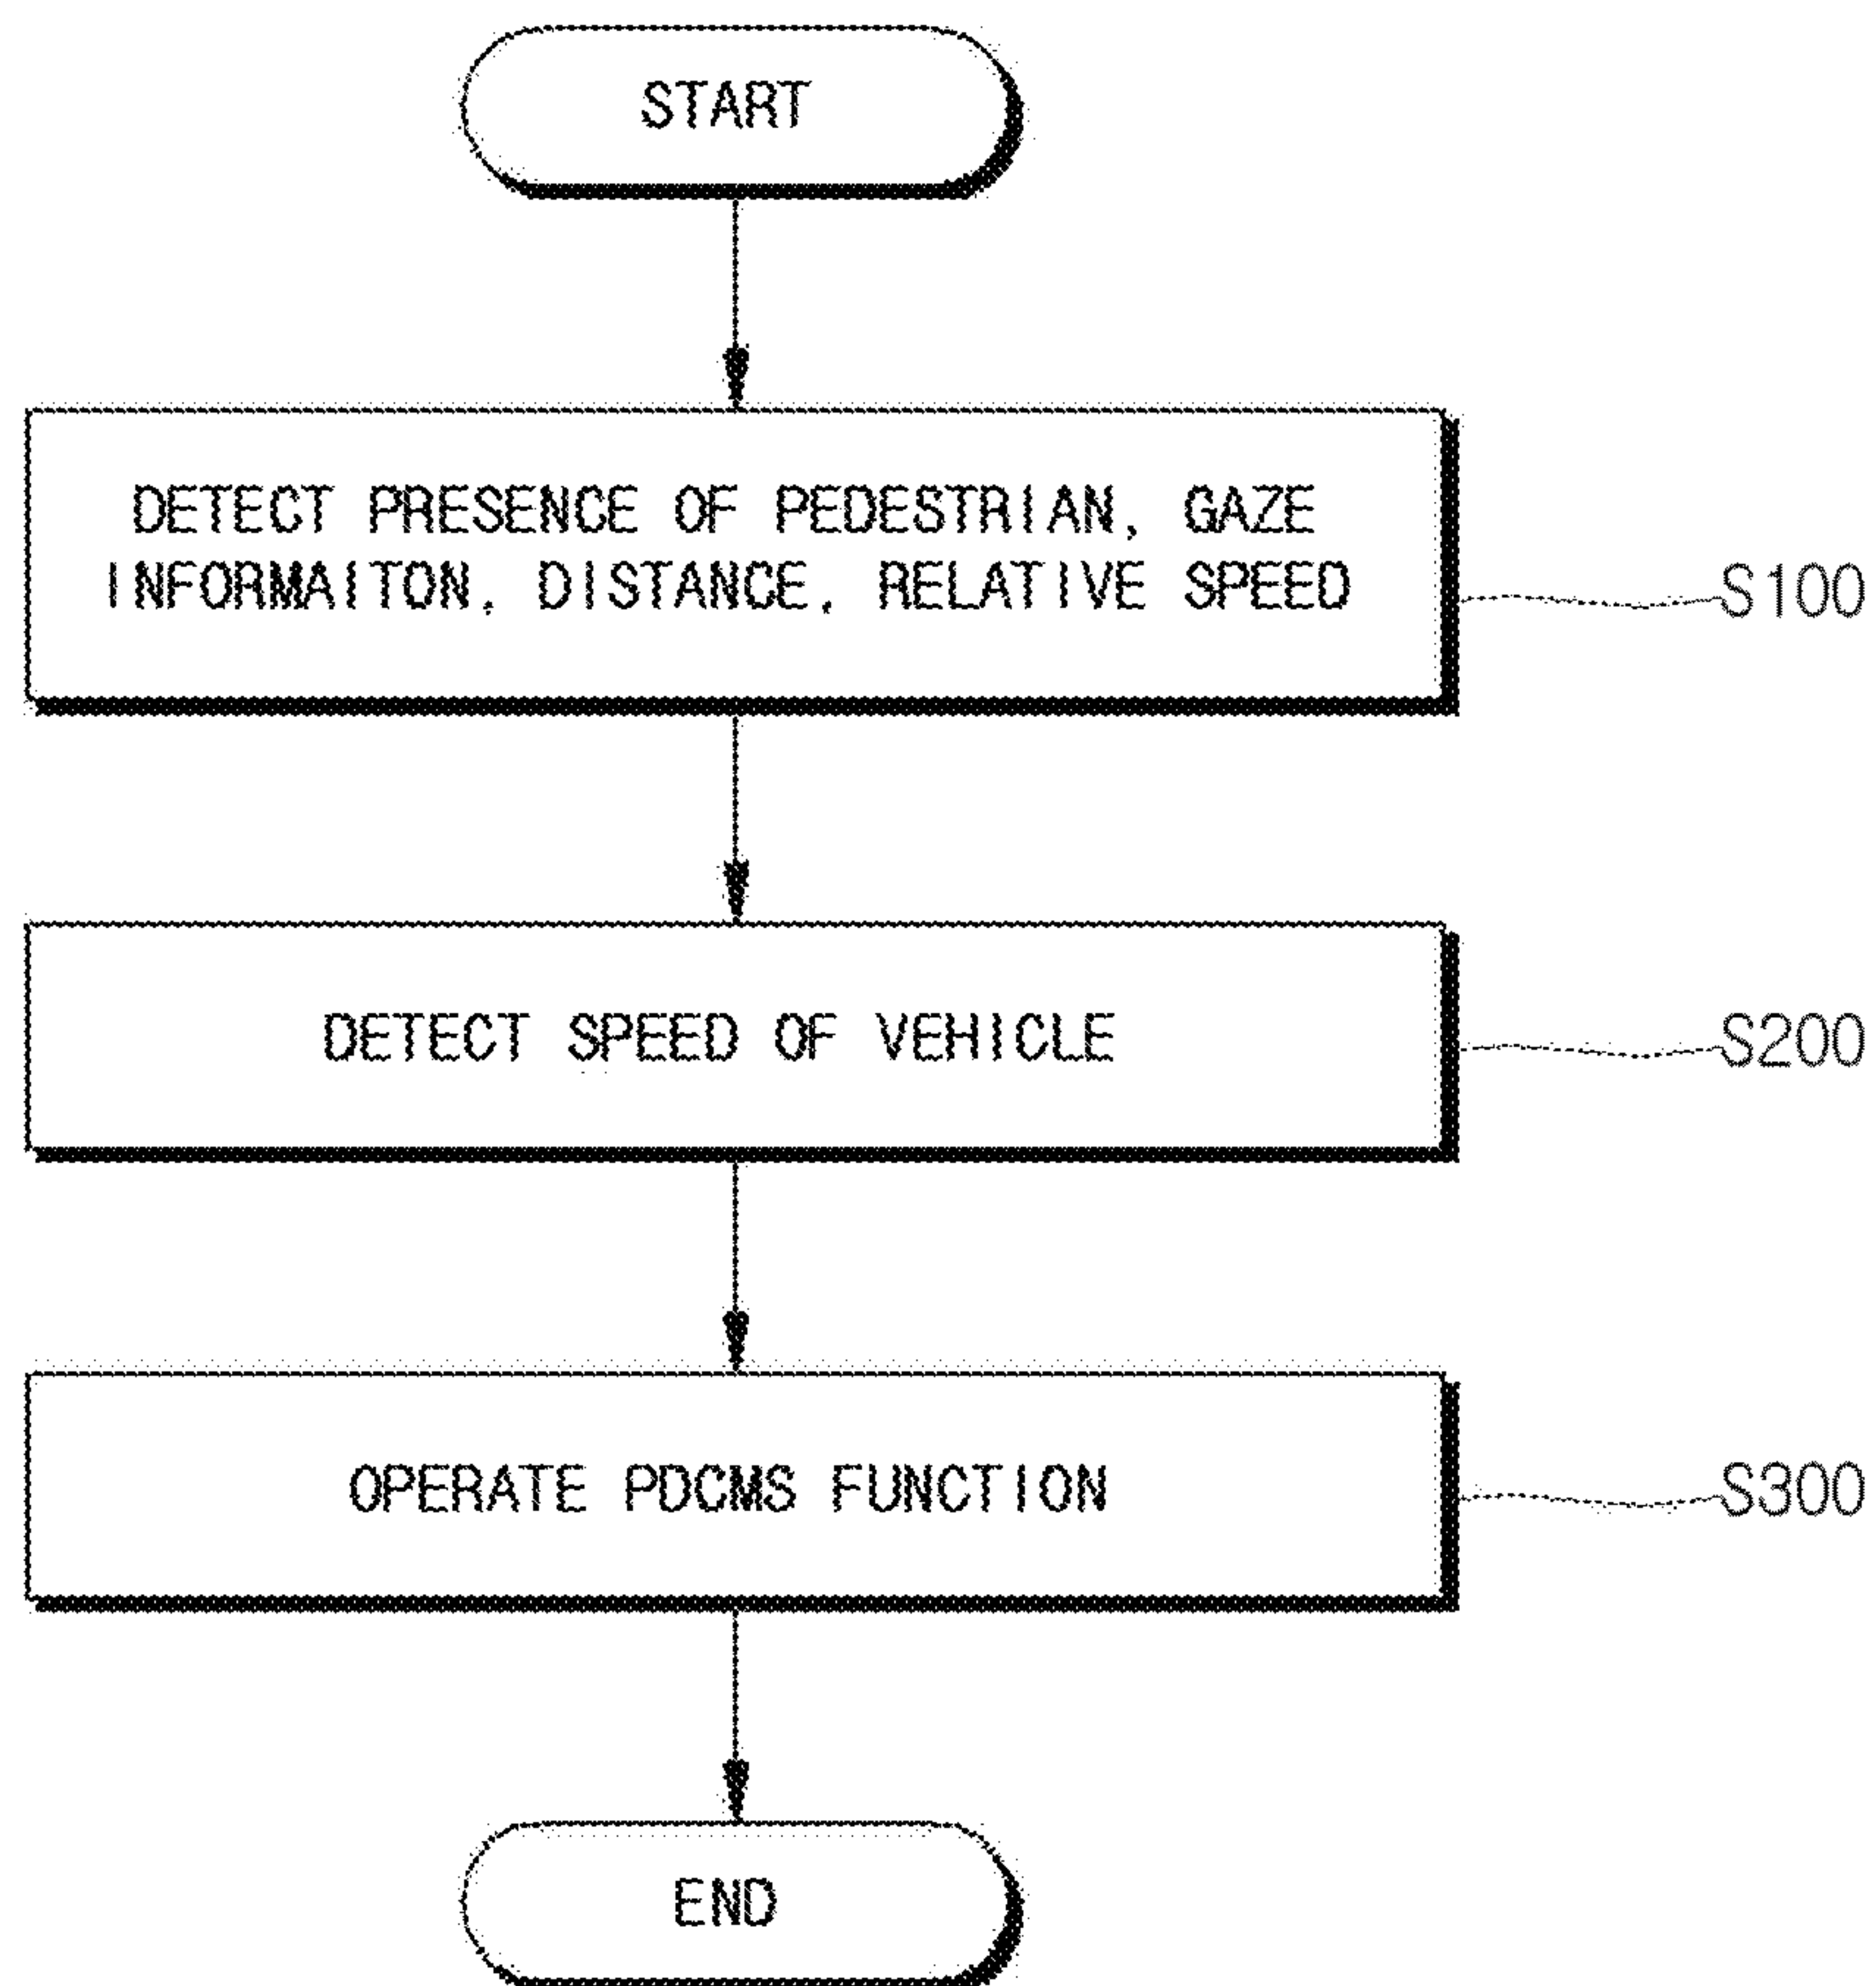 START
DETECT PRESENCE OF PEDESTRIAN, GAZE
INFORMAITON, DISTANCE, RELATIVE SPEED
S100
DETECT SPEED OF VEHICLE
S200
OPERATE PDCMS FUNCTION
S300
END